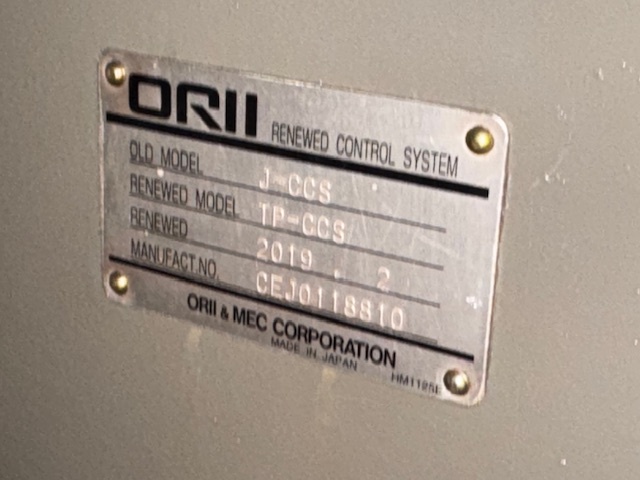 ORII RENEWED CONTROL SYSTEM
OLD MODEL J-CCS
RENEWED MODEL TP-CCS
RENEWED 2019 . 2
MANUFACT.NO. CEJ0118810
ORII & MEC CORPORATION
MADE IN JAPAN
HM1125E